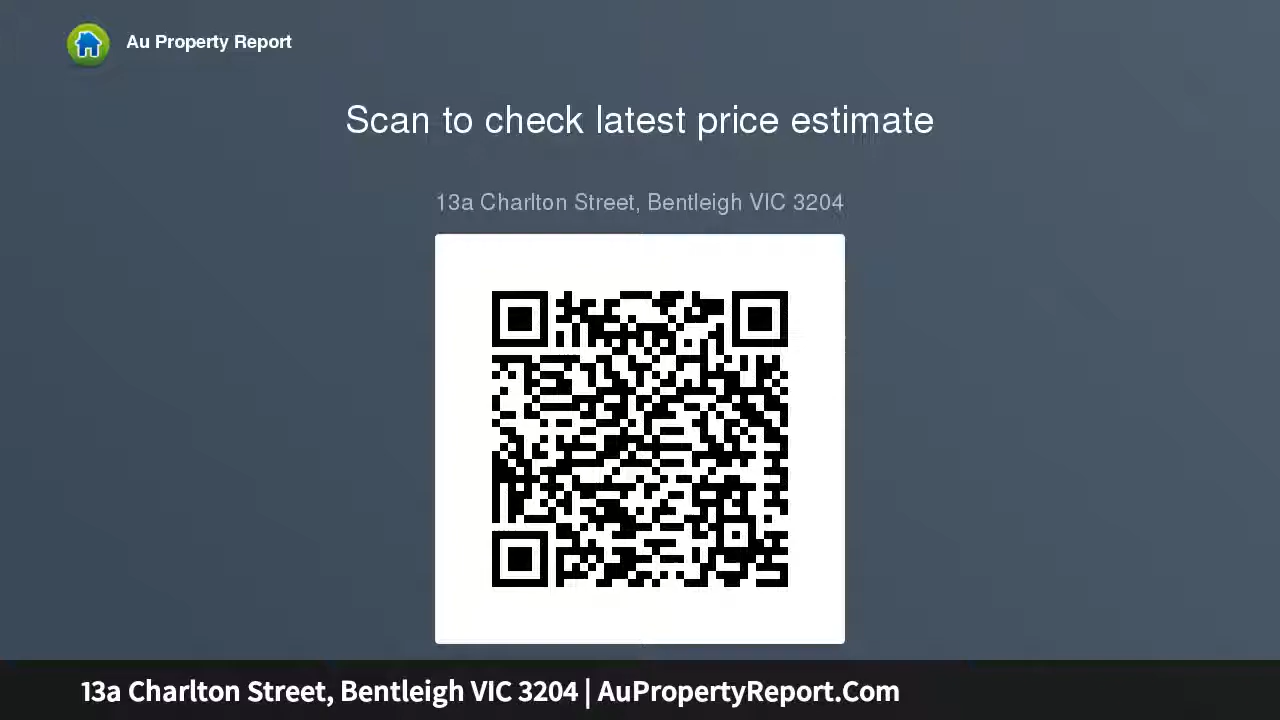 Au Property Report
Scan to check latest price estimate
13a Charlton Street, Bentleigh VIC 3204
13a Charlton Street, Bentleigh VIC 3204 | AuPropertyReport.Com